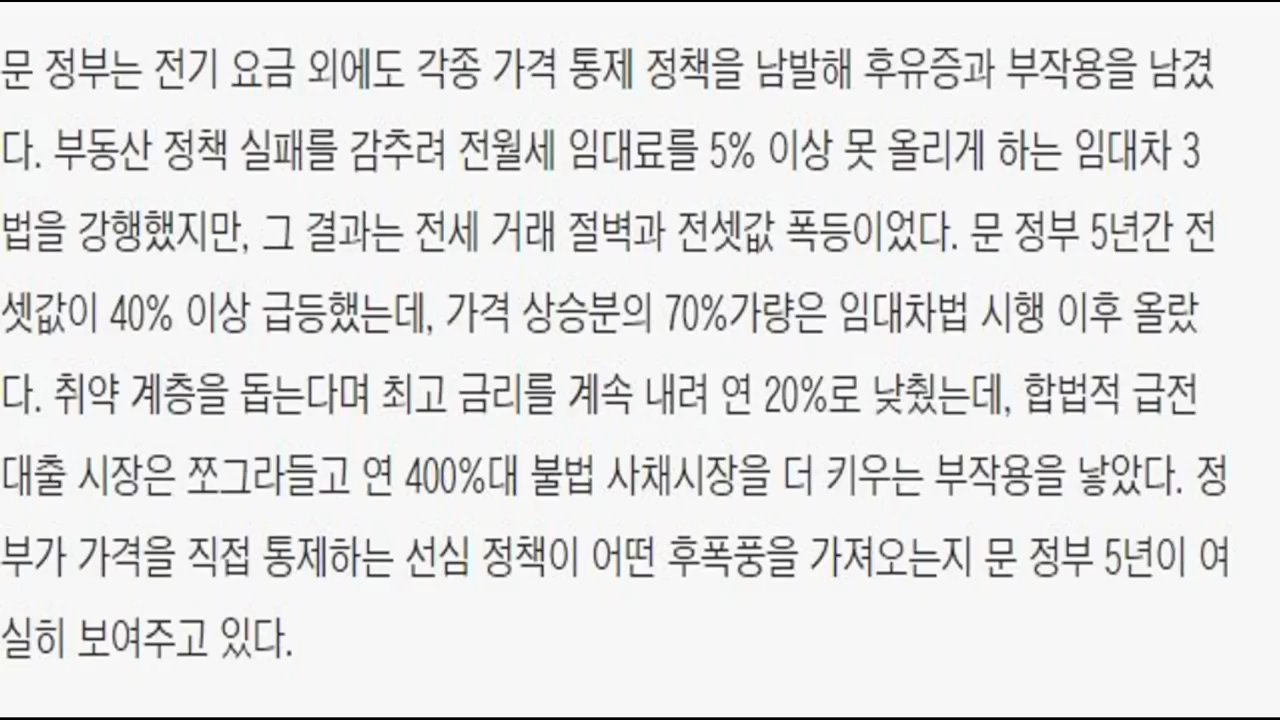 문 정부는 전기 요금 외에도 각종 가격 통제 정책을 남발해 후유증과 부작용을 남겼
다. 부동산 정책 실패를 감추려 전월세 임대료를 5% 이상 못 올리게 하는 임대차 3
법을 강행했지만, 그 결과는 전세 거래 절벽과 전셋값 폭등이었다. 문 정부 5년간 전
셋값이 40% 이상 급등했는데, 가격 상승분의 70%가량은 임대차법 시행 이후 올랐
다. 취약 계층을 돕는다며 최고 금리를 계속 내려 연 20%로 낮췄는데, 합법적 급전
대출 시장은 쪼그라들고 연 400%대 불법 사채시장을 더 키우는 부작용을 낳았다. 정
부가 가격을 직접 통제하는 선심 정책이 어떤 후폭풍을 가져오는지 문 정부 5년이 여
실히 보여주고 있다.